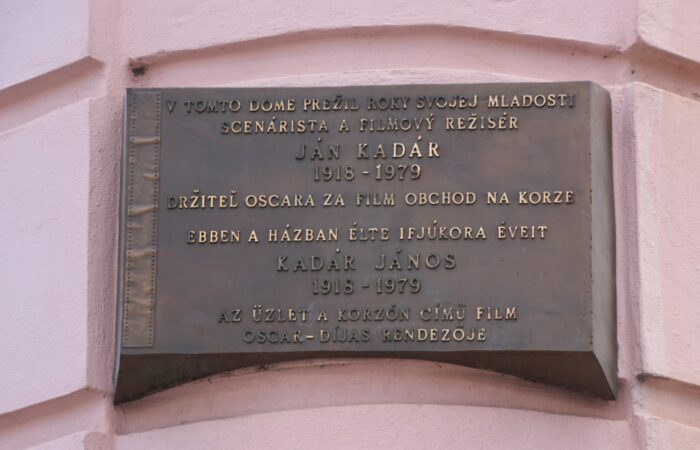 V TOMTO DOME PREŽIL ROKY SVOJEJ MLADOSTI
SCENÁRISTA A FILMOVÝ REŽISÉR
JÁN KADÁR
1918 - 1979
DRŽITEĽ OSCARA ZA FILM OBCHOD NA KORZE
EBBEN A HÁZBAN ÉLTE IFJÚKORA ÉVEIT
KADÁR JÁNOS
1918 - 1979
AZ ÜZLET A KORZÓN CÍMŰ FILM
OSCAR-DÍJAS RENDEZŐJE